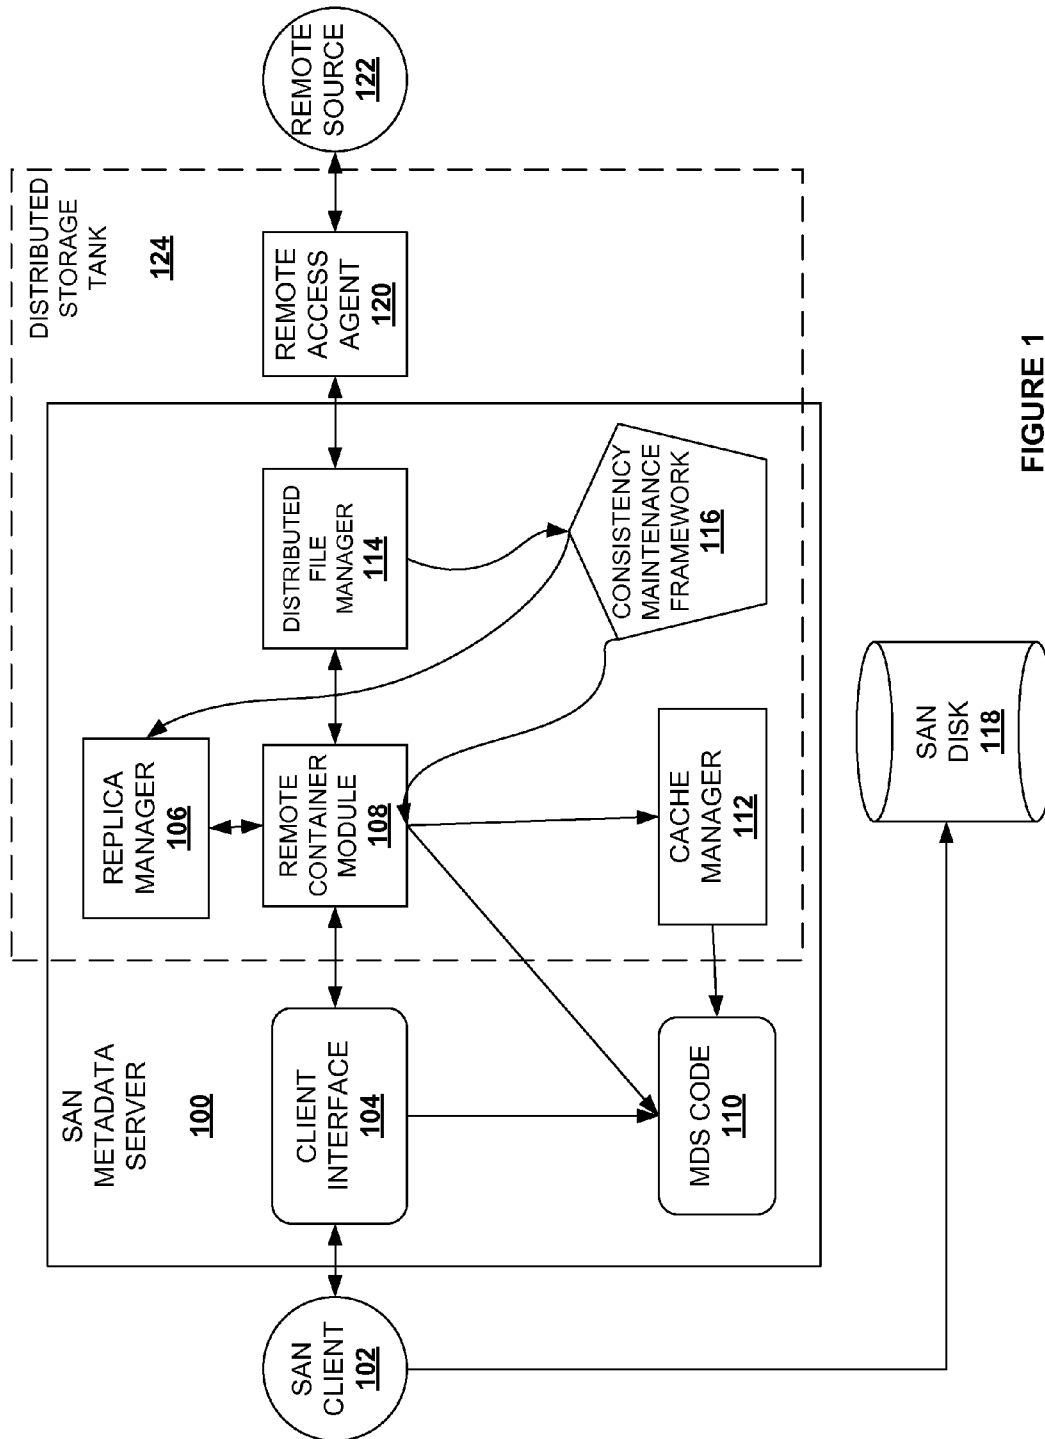 SAN
METADATA
SERVER
100
DISTRIBUTED
STORAGE
TANK
124
REPLICA
MANAGER
106
SAN
CLIENT
102
CLIENT
INTERFACE
104
REMOTE
CONTAINER
MODULE
108
DISTRIBUTED
FILE
MANAGER
114
REMOTE
ACCESS
AGENT
120
REMOTE
SOURCE
122
MDS CODE
110
CACHE
MANAGER
112
CONSISTENCY
MAINTENANCE
FRAMEWORK
116
SAN
DISK
118
FIGURE 1